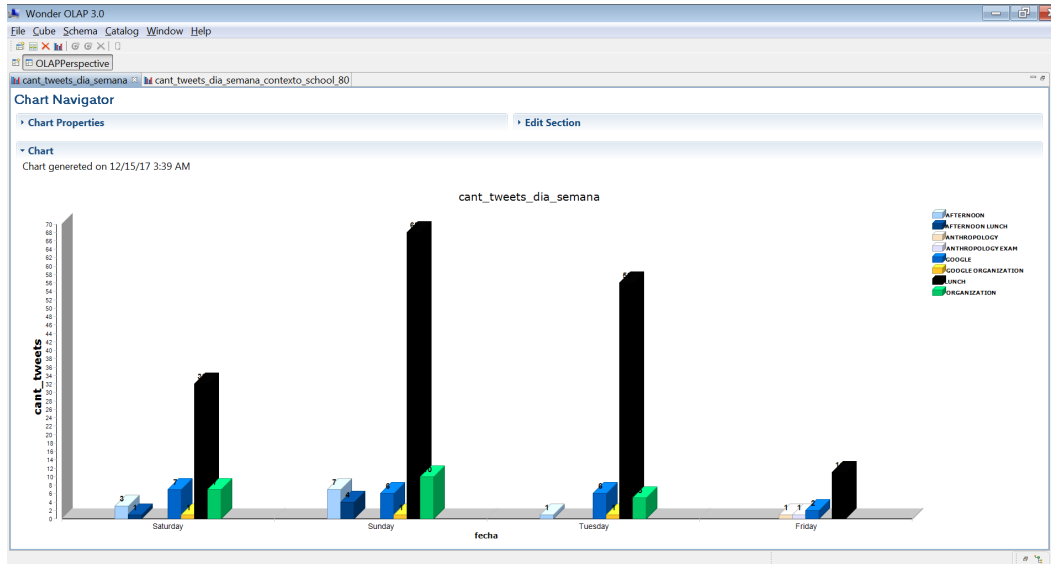 Wonder OLAP 3.0
File Cube Schema Catalog Window Help
OLAPPerspective
cant_tweets_dia_semana cant_tweets_dia_semana_contexto_school_80
Chart Navigator
Chart Properties Edit Section
Chart
Chart genereted on 12/15/17 3:39 AM
cant_tweets_dia_semana
AFTERNOON
AFTERNOON LUNCH
ANTHROPOLOGY
ANTHROPOLOGY EXAM
GOOGLE
GOOGLE ORGANIZATION
LUNCH
ORGANIZATION
cant_tweets
70
68
66
64
62
60
58
56
54
52
50
48
46
44
42
40
38
36
34
32
30
28
26
24
22
20
18
16
14
12
10
8
6
4
2
0
3 1 7 1
7 4 6 1
1 6 1
1 1 2
Saturday Sunday Tuesday Friday
fecha